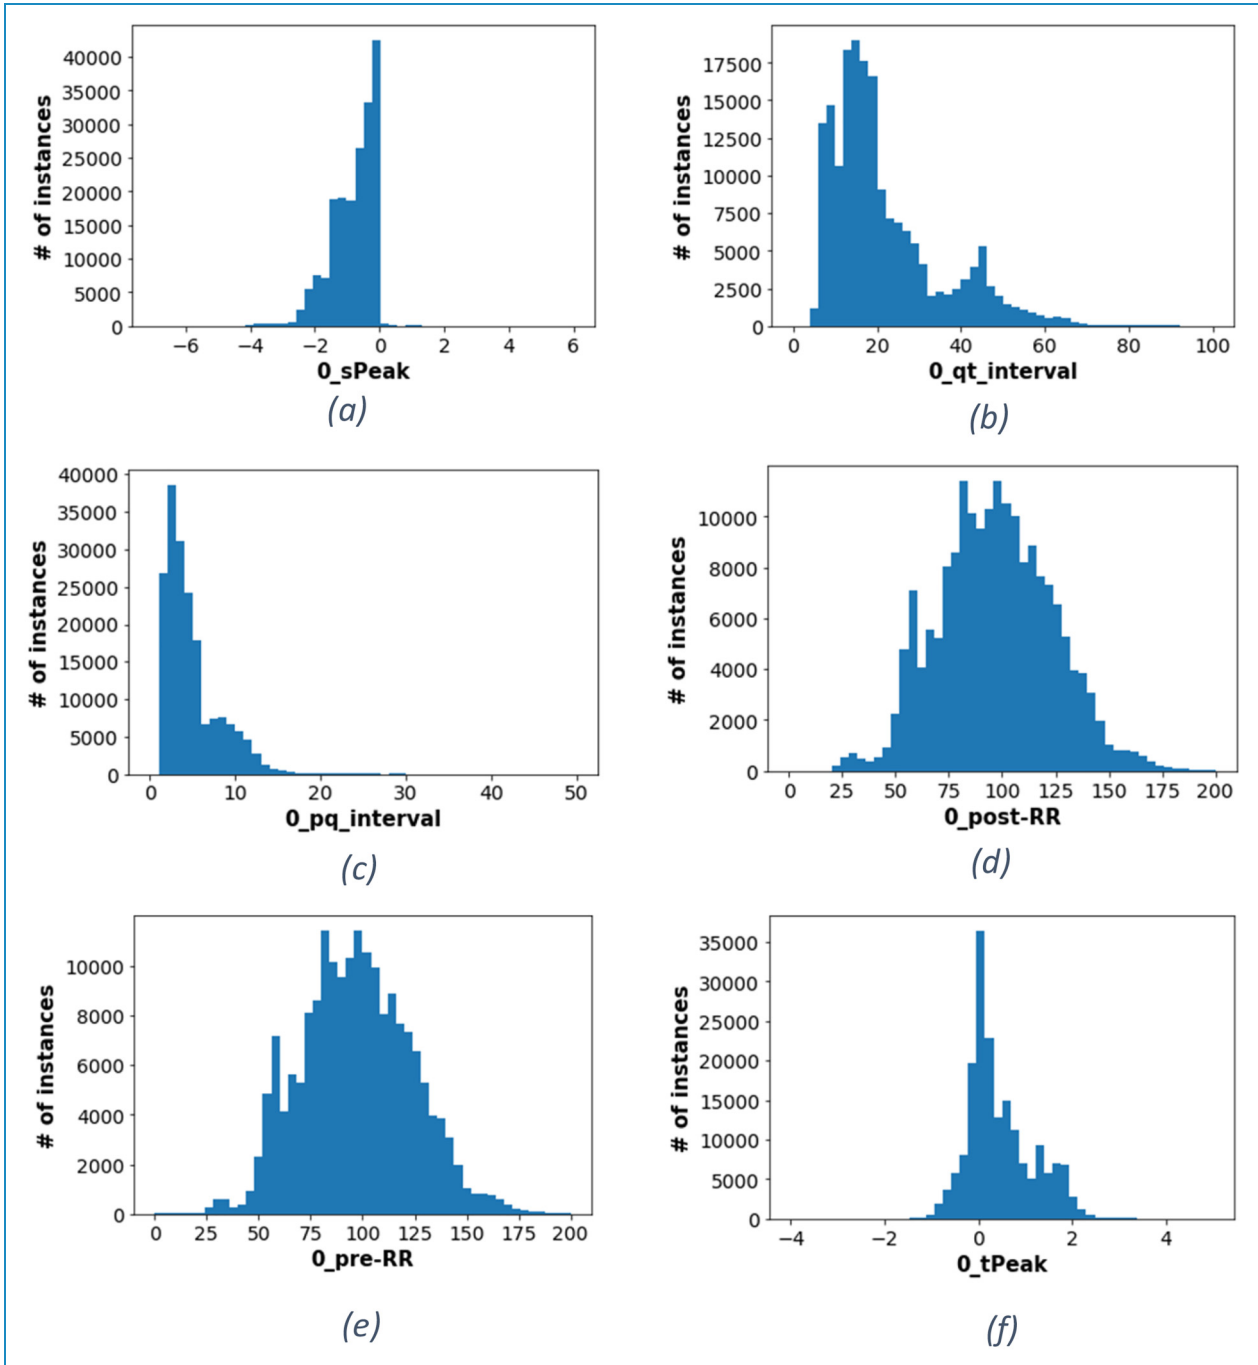 40000
35000
30000
25000
20000
15000
10000
5000
0
# of instances
−6 −4 −2 0 2 4 6
0_sPeak
(a)
17500
15000
12500
10000
7500
5000
2500
0
# of instances
0 20 40 60 80 100
0_qt_interval
(b)
40000
35000
30000
25000
20000
15000
10000
5000
0
# of instances
0 10 20 30 40 50
0_pq_interval
(c)
10000
8000
6000
4000
2000
0
# of instances
0 25 50 75 100 125 150 175 200
0_post-RR
(d)
10000
8000
6000
4000
2000
0
# of instances
0 25 50 75 100 125 150 175 200
0_pre-RR
(e)
35000
30000
25000
20000
15000
10000
5000
0
# of instances
−4 −2 0 2 4
0_tPeak
(f)